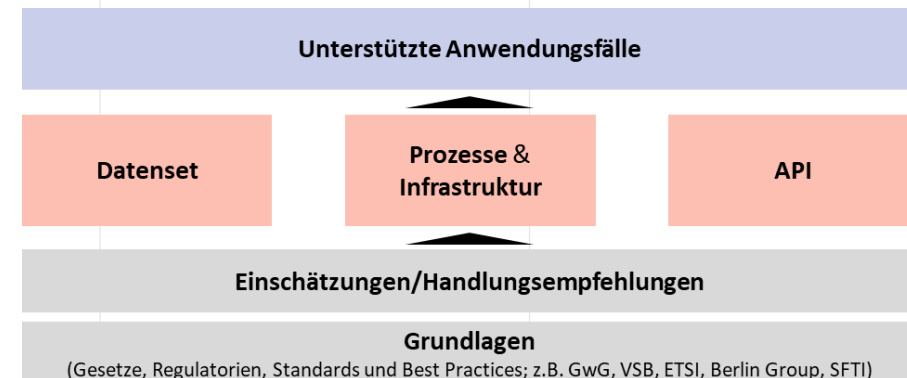 Unterstützte Anwendungsfälle
Datenset
Prozesse &
Infrastruktur
API
Einschätzungen/Handlungsempfehlungen
Grundlagen
(Gesetze, Regulatorien, Standards und Best Practices; z.B. GwG, VSB, ETSI, Berlin Group, SFTI)